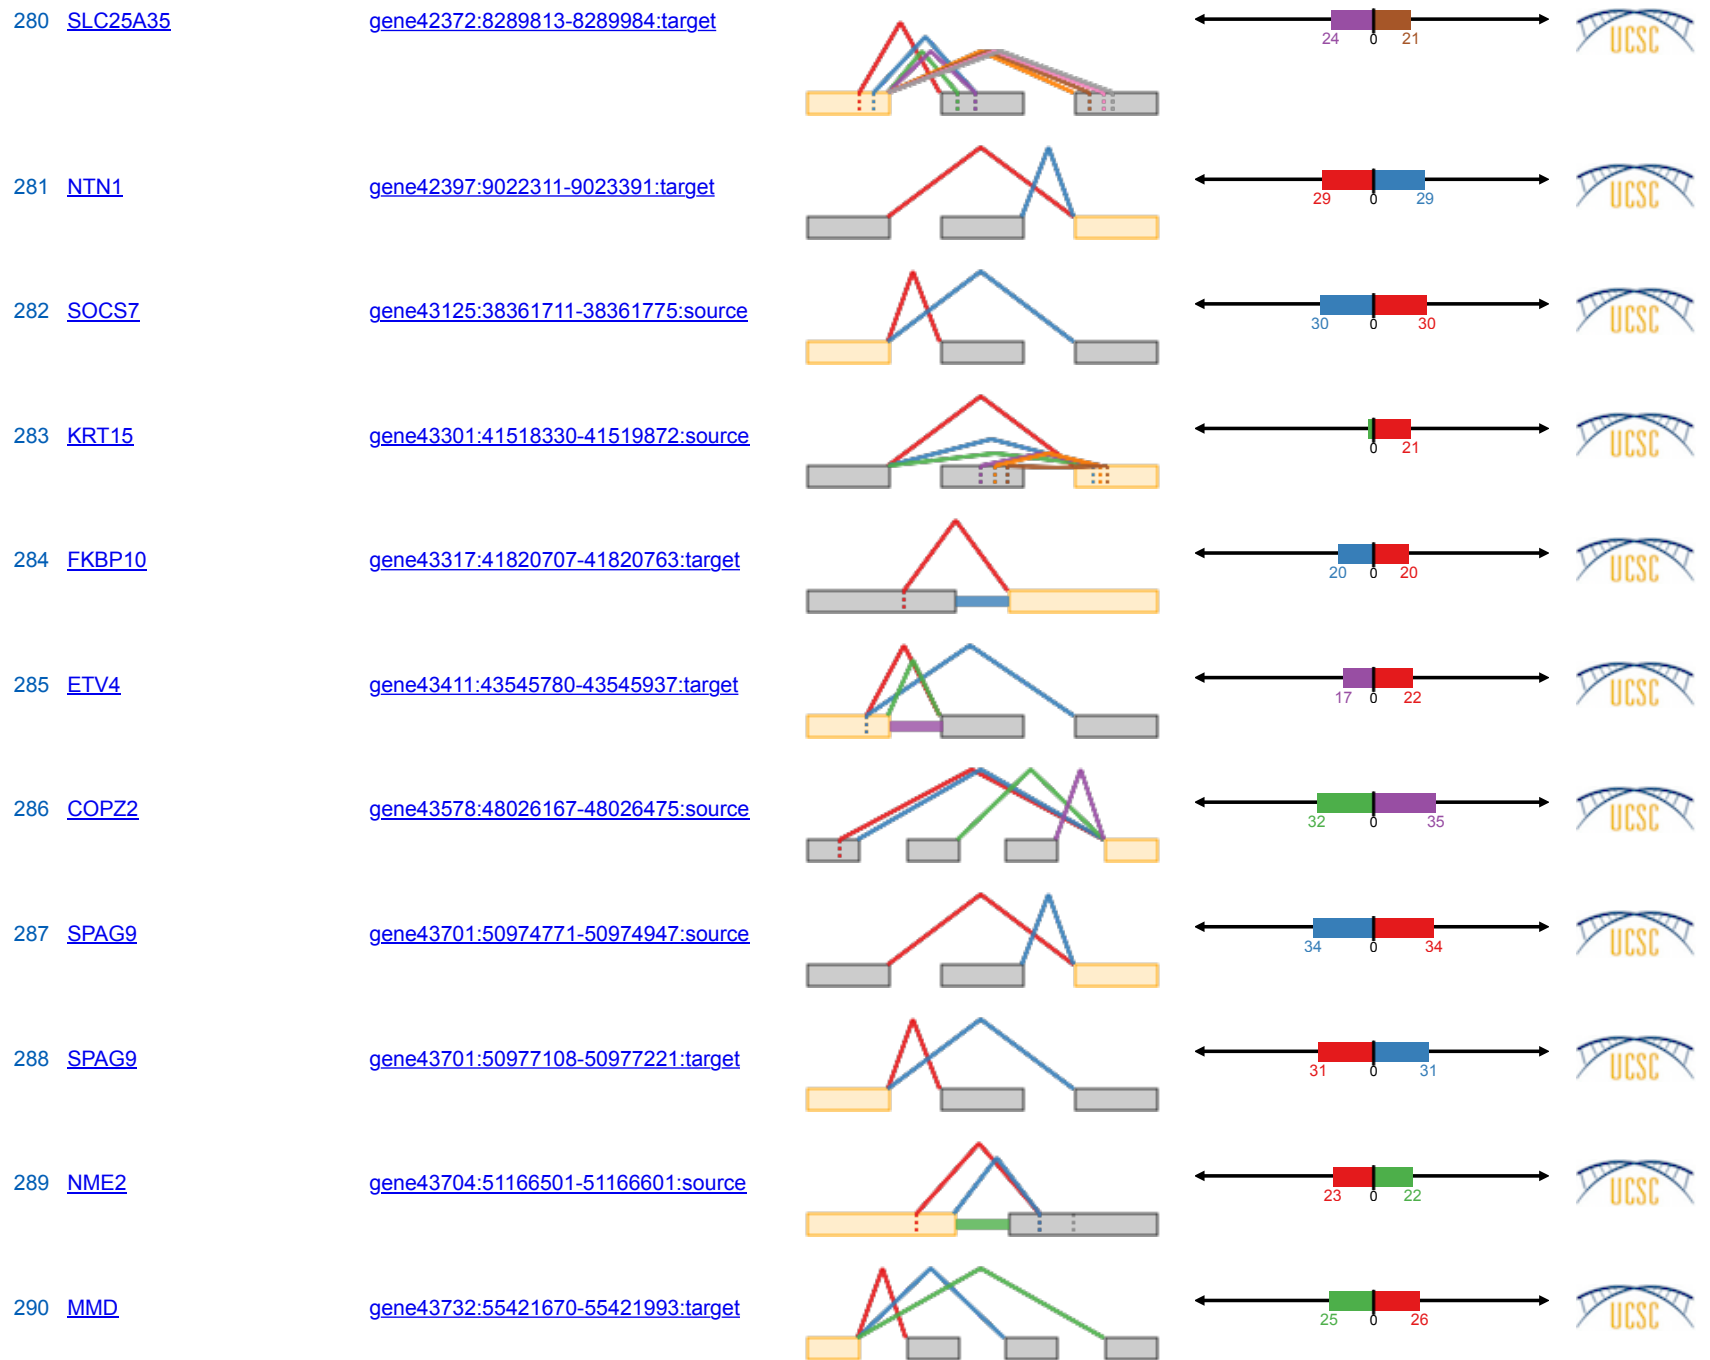 280 SLC25A35 gene42372:8289813-8289984:target 24 0 21 UCSC
281 NTN1 gene42397:9022311-9023391:target 29 0 29 UCSC
282 SOCS7 gene43125:38361711-38361775:source 30 0 30 UCSC
283 KRT15 gene43301:41518330-41519872:source 0 21 UCSC
284 FKBP10 gene43317:41820707-41820763:target 20 0 20 UCSC
285 ETV4 gene43411:43545780-43545937:target 17 0 22 UCSC
286 COPZ2 gene43578:48026167-48026475:source 32 0 35 UCSC
287 SPAG9 gene43701:50974771-50974947:source 34 0 34 UCSC
288 SPAG9 gene43701:50977108-50977221:target 31 0 31 UCSC
289 NME2 gene43704:51166501-51166601:source 23 0 22 UCSC
290 MMD gene43732:55421670-55421993:target 25 0 26 UCSC